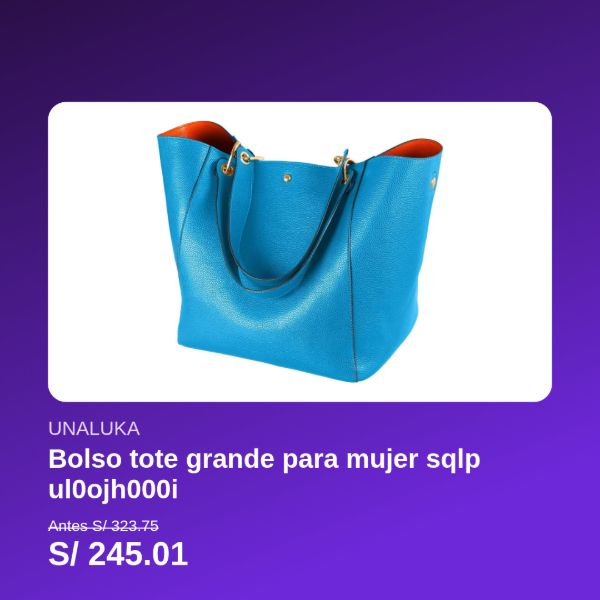 UNALUKA
Bolso tote grande para mujer sqlp
ul0ojh000i
Antes S/ 323.75
S/ 245.01